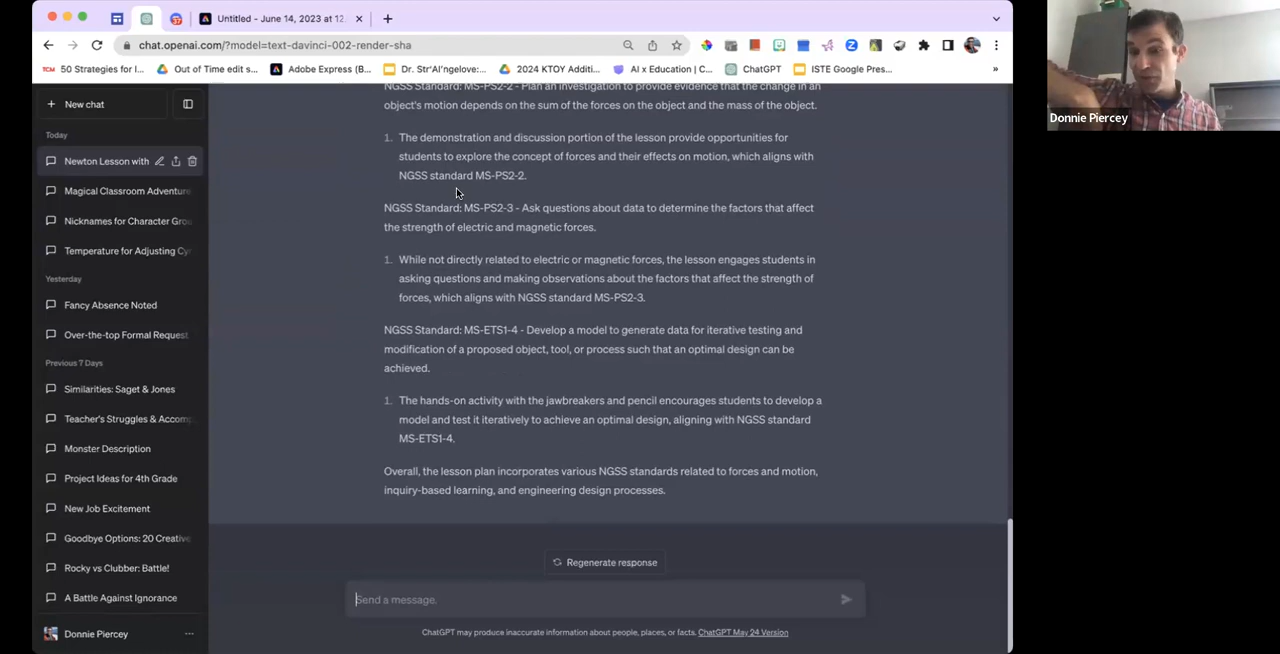 Untitled - June 14, 2023 at 12.
chat.openai.com/?model=text-davinci-002-render-sha
50 Strategies for I...
Out of Time edit s...
Adobe Express (B...
Dr. Str'AI'ngelove:...
2024 KTOY Additi...
AI x Education | C...
ChatGPT
ISTE Google Pres...
»
New chat
Today
Newton Lesson with
Magical Classroom Adventure
Nicknames for Character Grou
Temperature for Adjusting Cyr
Yesterday
Fancy Absence Noted
Over-the-top Formal Request
Previous 7 Days
Similarities: Saget & Jones
Teacher's Struggles & Accomp
Monster Description
Project Ideas for 4th Grade
New Job Excitement
Goodbye Options: 20 Creative
Rocky vs Clubber: Battle!
A Battle Against Ignorance
Donnie Piercey
NGSS Standard: MS-PS2-2 - Plan an investigation to provide evidence that the change in an
object's motion depends on the sum of the forces on the object and the mass of the object.
1. The demonstration and discussion portion of the lesson provide opportunities for
students to explore the concept of forces and their effects on motion, which aligns with
NGSS standard MS-PS2-2.
NGSS Standard: MS-PS2-3 - Ask questions about data to determine the factors that affect
the strength of electric and magnetic forces.
1. While not directly related to electric or magnetic forces, the lesson engages students in
asking questions and making observations about the factors that affect the strength of
forces, which aligns with NGSS standard MS-PS2-3.
NGSS Standard: MS-ETS1-4 - Develop a model to generate data for iterative testing and
modification of a proposed object, tool, or process such that an optimal design can be
achieved.
1. The hands-on activity with the jawbreakers and pencil encourages students to develop a
model and test it iteratively to achieve an optimal design, aligning with NGSS standard
MS-ETS1-4.
Overall, the lesson plan incorporates various NGSS standards related to forces and motion,
inquiry-based learning, and engineering design processes.
Regenerate response
Send a message.
ChatGPT may produce inaccurate information about people, places, or facts. ChatGPT May 24 Version
Donnie Piercey